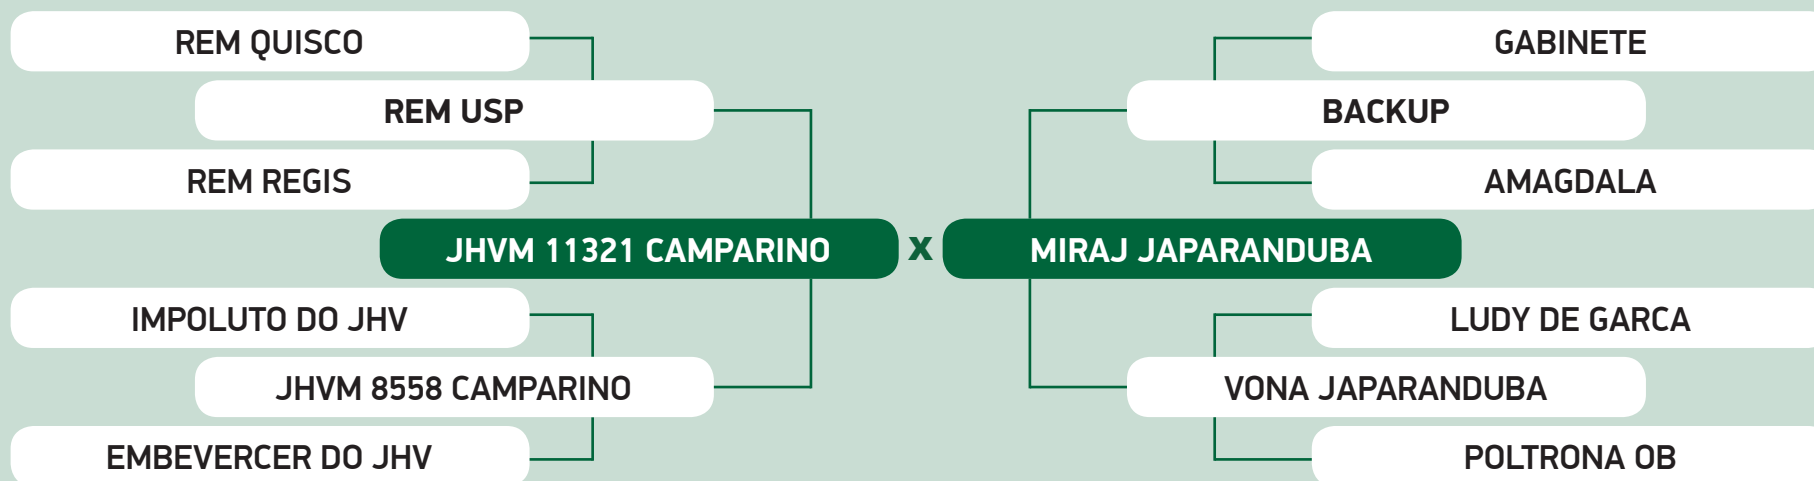 REM QUISCO
GABINETE
REM USP
BACKUP
REM REGIS
AMAGDALA
JHVM 11321 CAMPARINO X MIRAJ JAPARANDUBA
IMPOLUTO DO JHV
LUDY DE GARCA
JHVM 8558 CAMPARINO
VONA JAPARANDUBA
EMBEVERCER DO JHV
POLTRONA OB